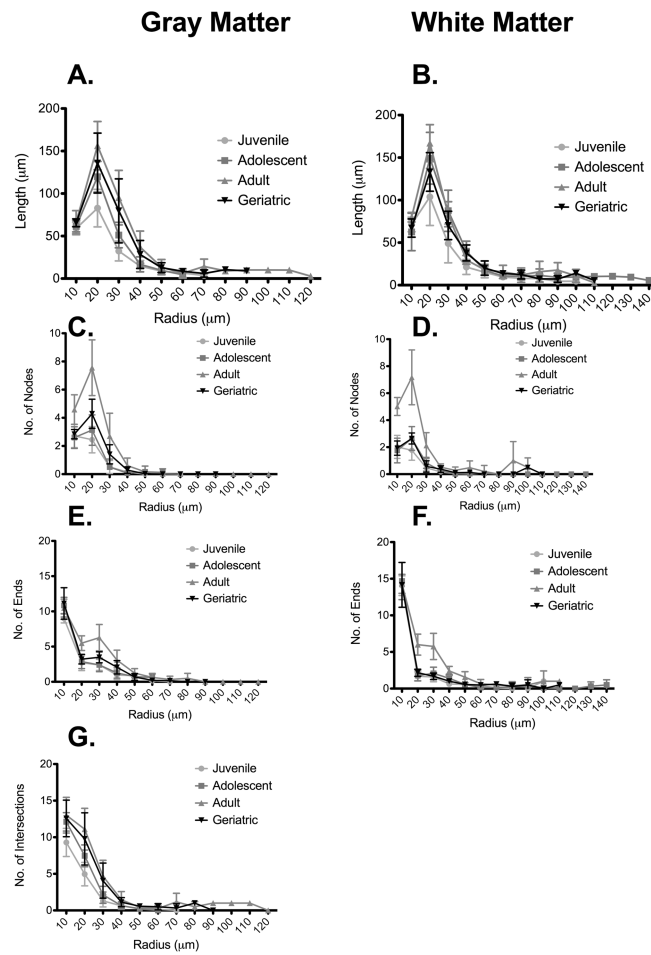 Gray Matter
White Matter
A.
200
150
100
50
0
Length (µm)
Juvenile
Adolescent
Adult
Geriatric
10 20 30 40 50 60 70 80 90 100 110 120
Radius (µm)
B.
200
150
100
50
0
Length (µm)
Juvenile
Adolescent
Adult
Geriatric
10 20 30 40 50 60 70 80 90 100 110 120 130 140
Radius (µm)
C.
10
8
6
4
2
0
No. of Nodes
Juvenile
Adolescent
Adult
Geriatric
10 20 30 40 50 60 70 80 90 100 110 120
Radius (µm)
D.
10
8
6
4
2
0
No. of Nodes
Juvenile
Adolescent
Adult
Geriatric
10 20 30 40 50 60 70 80 90 100 110 120 130 140
Radius (µm)
E.
20
15
10
5
0
No. of Ends
Juvenile
Adolescent
Adult
Geriatric
10 20 30 40 50 60 70 80 90 100 110 120
Radius (µm)
F.
20
15
10
5
0
No. of Ends
Juvenile
Adolescent
Adult
Geriatric
10 20 30 40 50 60 70 80 90 100 110 120 130 140
Radius (µm)
G.
20
15
10
5
0
No. of Intersections
Juvenile
Adolescent
Adult
Geriatric
10 20 30 40 50 60 70 80 90 100 110 120
Radius (µm)